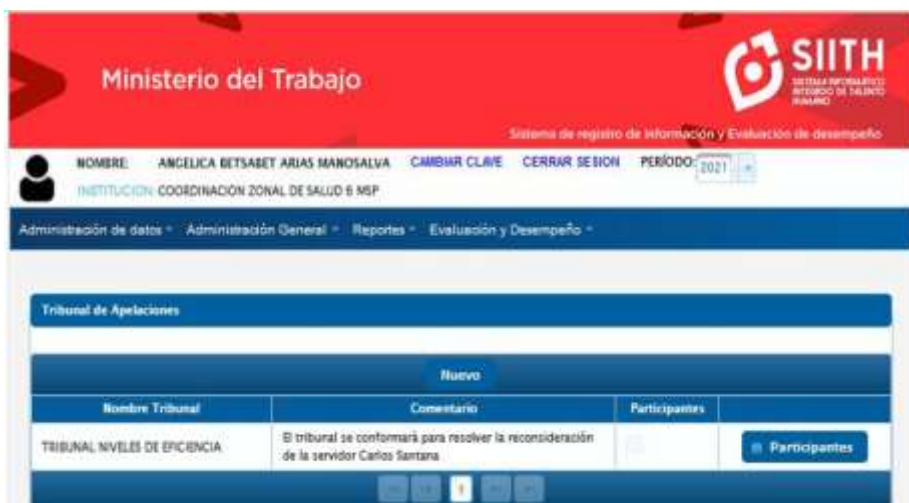 Ministerio del Trabajo
SIITH
SISTEMA INFORMÁTICO
INTEGRADO DE TALENTO
HUMANO
Sistema de registro de Información y Evaluación de desempeño
NOMBRE: ANGELICA BETSABET ARIAS MANOSALVA CAMBIAR CLAVE CERRAR SESION PERÍODO: 2021
INSTITUCION: COORDINACION ZONAL DE SALUD 6 MSP
Administración de datos Administración General Reportes Evaluación y Desempeño
Tribunal de Apelaciones
Nuevo
Nombre Tribunal Comentario Participantes
TRIBUNAL NIVELES DE EFICIENCIA El tribunal se conformará para resolver la reconsideración
de la servidor Carlos Santana Participantes
1